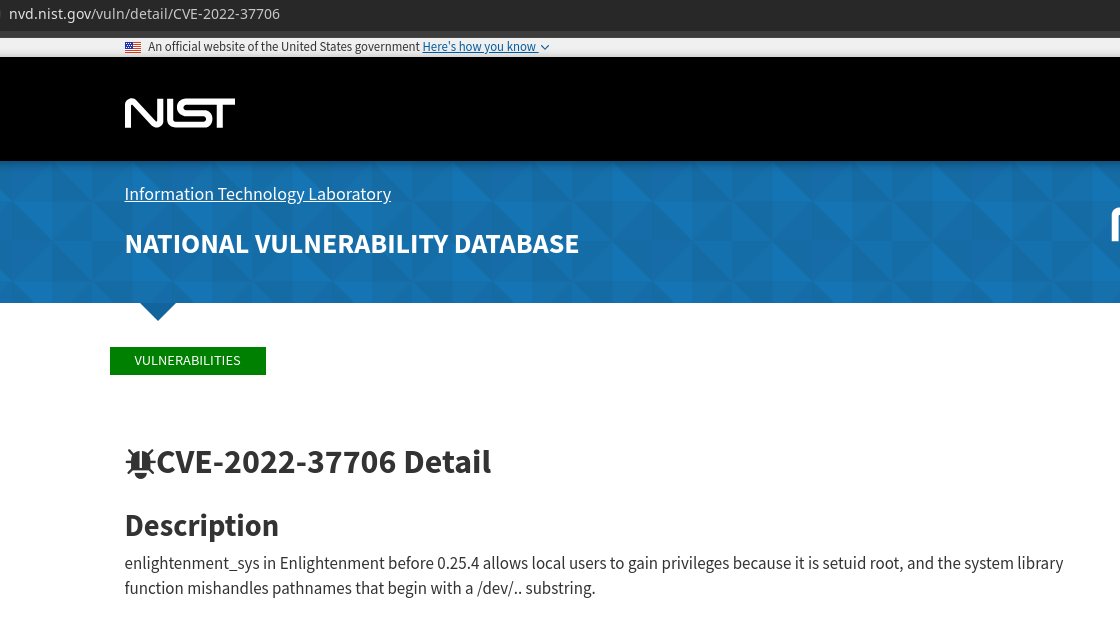 nvd.nist.gov/vuln/detail/CVE-2022-37706
An official website of the United States government Here's how you know
NIST
Information Technology Laboratory
NATIONAL VULNERABILITY DATABASE
VULNERABILITIES
CVE-2022-37706 Detail
Description
enlightenment_sys in Enlightenment before 0.25.4 allows local users to gain privileges because it is setuid root, and the system library
function mishandles pathnames that begin with a /dev/.. substring.